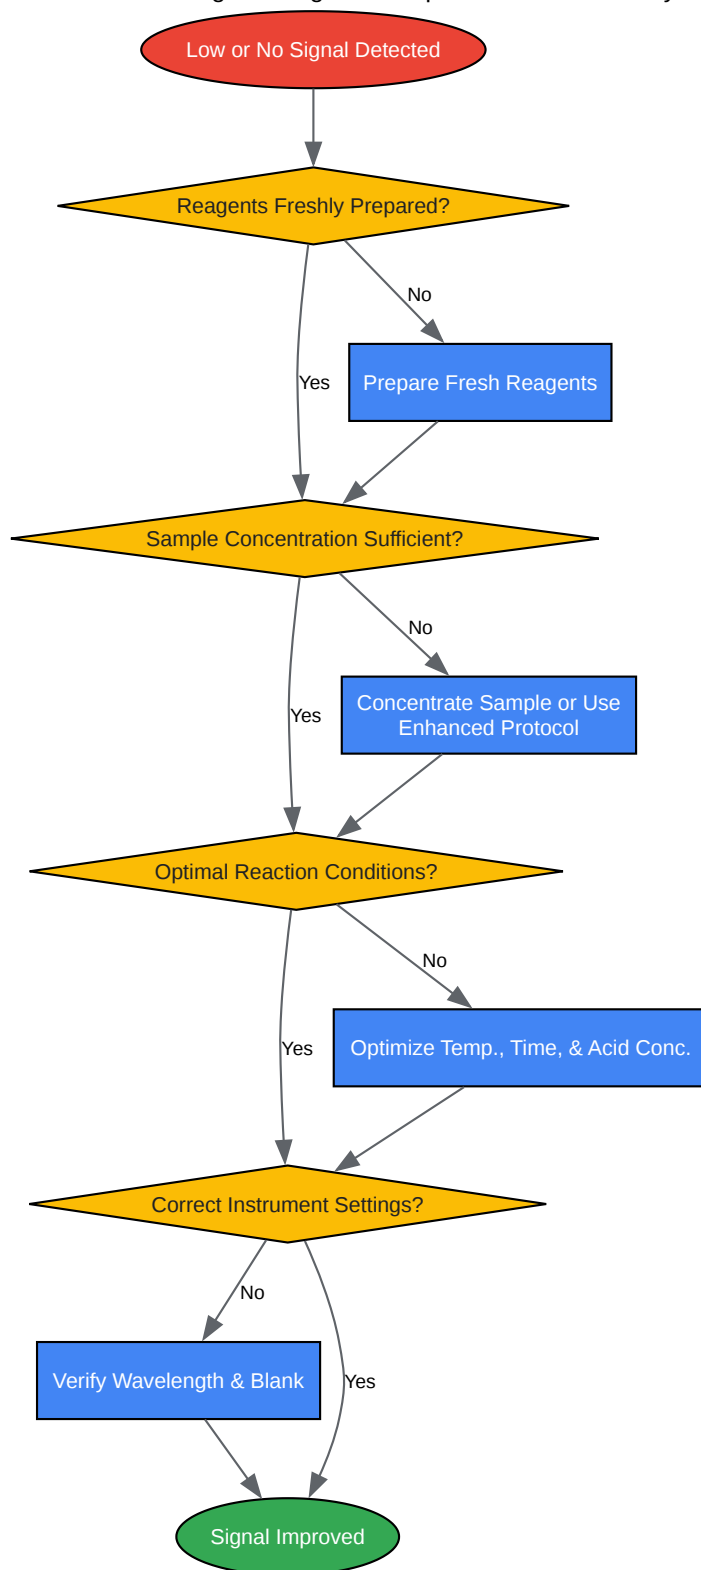 Low or No Signal Detected
Reagents Freshly Prepared?
No
Yes
Prepare Fresh Reagents
Sample Concentration Sufficient?
No
Yes
Concentrate Sample or Use
Enhanced Protocol
Optimal Reaction Conditions?
No
Yes
Optimize Temp., Time, & Acid Conc.
Correct Instrument Settings?
No
Verify Wavelength & Blank
Yes
Signal Improved